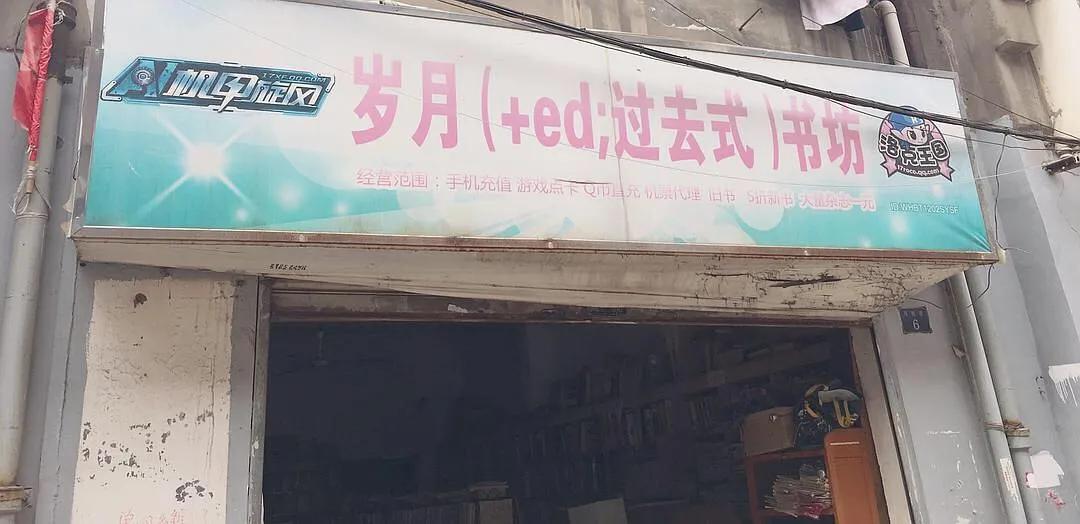 17XF.QQ.COM
机甲旋风
岁月(+ed;过去式)书坊
经营范围:手机充值 游戏点卡 Q币直充 机票代理 旧书 5折新书 大量杂志一元
洛克王国
17roco.qq.com
ID:WHBT1202SYSF
6